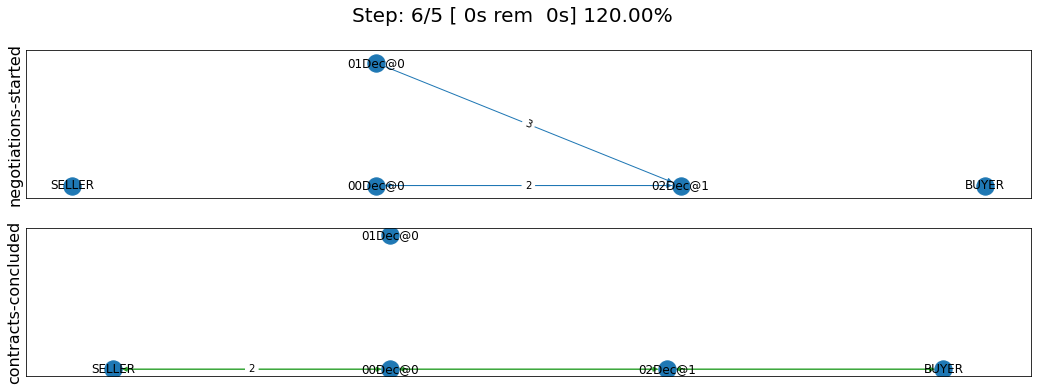 Step: 6/5 [ 0s rem  0s] 120.00%
negotiations-started
01Dec@0
3
SELLER
00Dec@0
2
02Dec@1
BUYER
contracts-concluded
01Dec@0
SELLER
2
00Dec@0
02Dec@1
BUYER